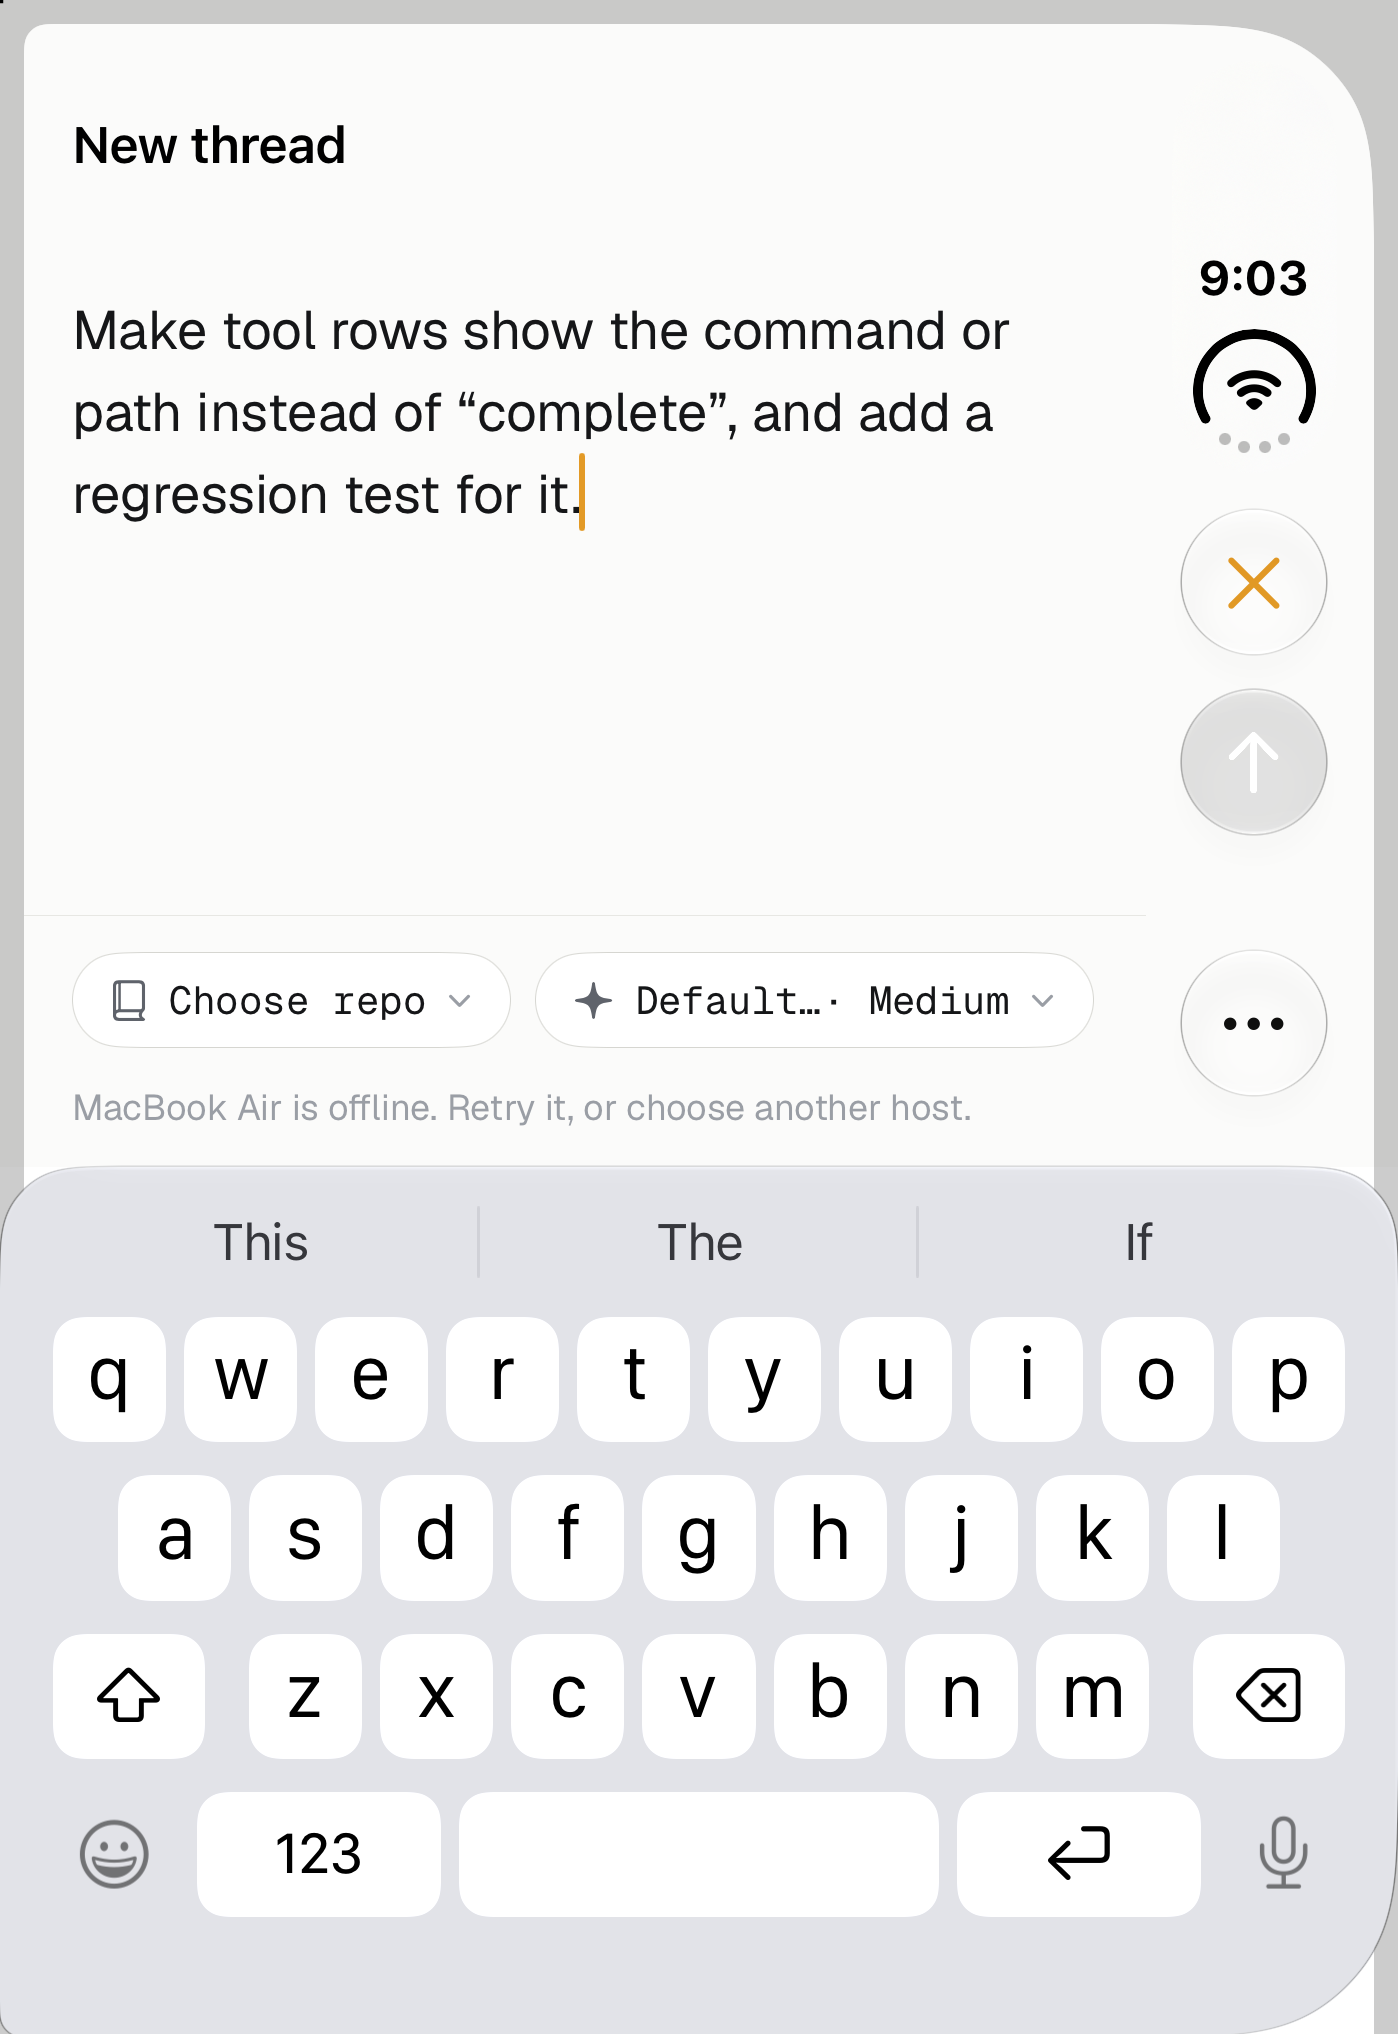 New thread
9:03
Make tool rows show the command or
path instead of “complete”, and add a
regression test for it.
Choose repo
Default…· Medium
MacBook Air is offline. Retry it, or choose another host.
This The If
q w e r t y u i o p
a s d f g h j k l
z x c v b n m
123